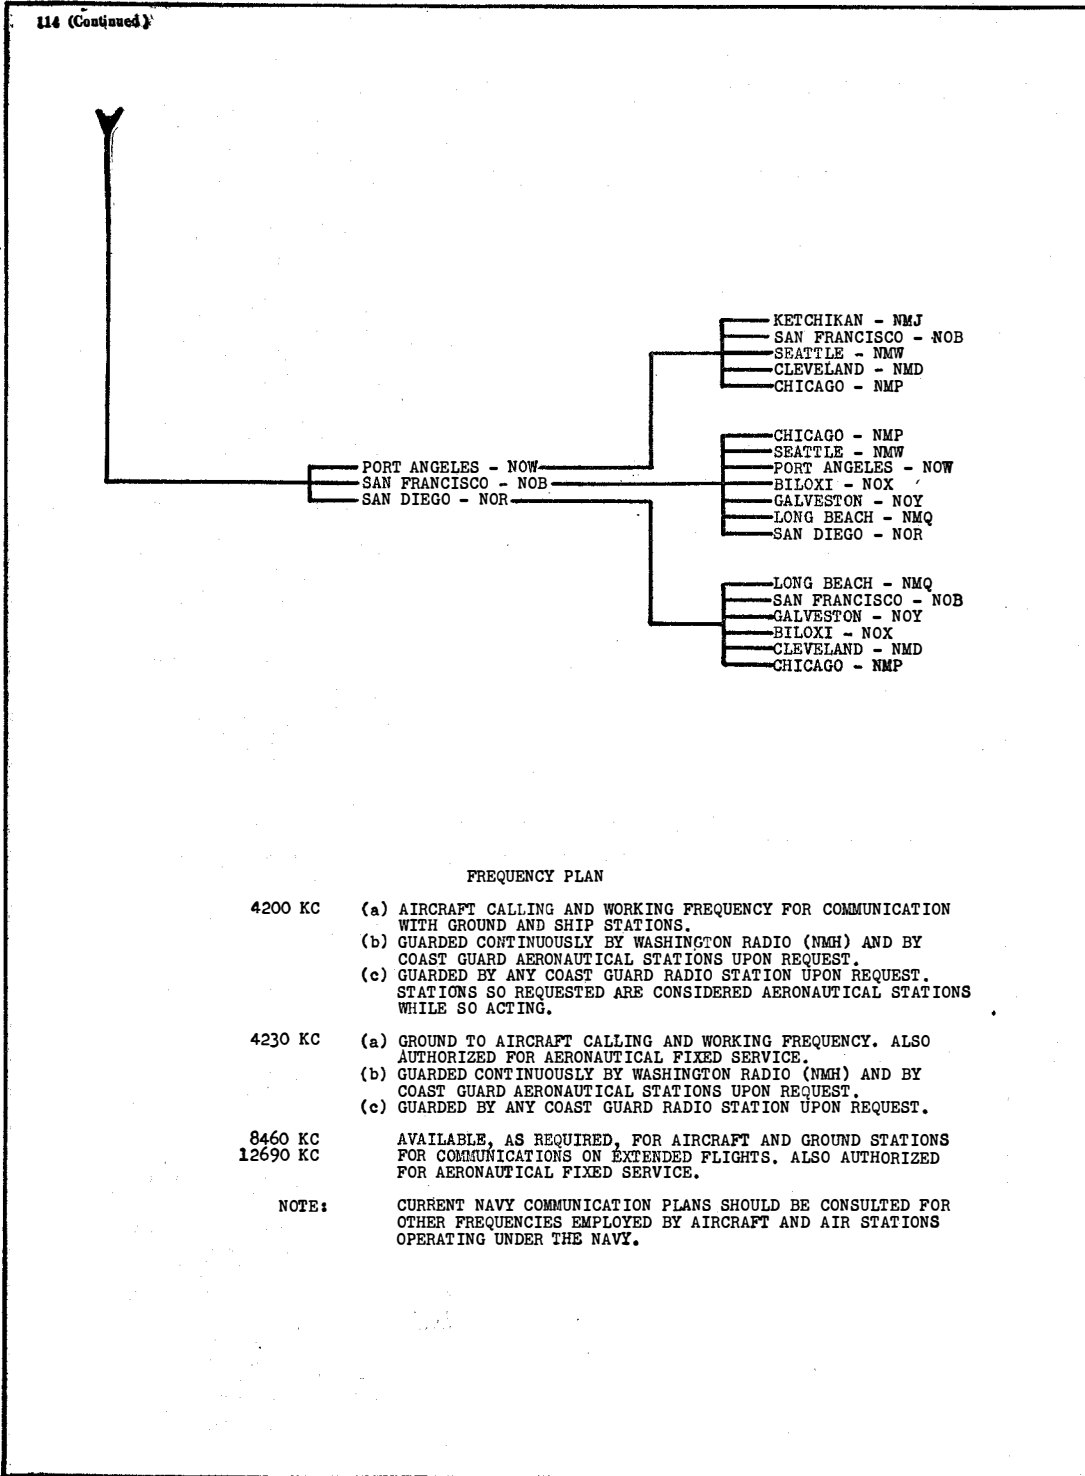 114 (Continued)
KETCHIKAN - NMJ
SAN FRANCISCO - NOB
SEATTLE - NMW
CLEVELAND - NMD
CHICAGO - NMP
CHICAGO - NMP
SEATTLE - NMW
PORT ANGELES - NOW
BILOXI - NOX
GALVESTON - NOY
LONG BEACH - NMQ
SAN DIEGO - NOR
PORT ANGELES - NOW
SAN FRANCISCO - NOB
SAN DIEGO - NOR
LONG BEACH - NMQ
SAN FRANCISCO - NOB
GALVESTON - NOY
BILOXI - NOX
CLEVELAND - NMD
CHICAGO - NMP
FREQUENCY PLAN
4200 KC (a) AIRCRAFT CALLING AND WORKING FREQUENCY FOR COMMUNICATION
WITH GROUND AND SHIP STATIONS.
(b) GUARDED CONTINUOUSLY BY WASHINGTON RADIO (NMH) AND BY
COAST GUARD AERONAUTICAL STATIONS UPON REQUEST.
(c) GUARDED BY ANY COAST GUARD RADIO STATION UPON REQUEST.
STATIONS SO REQUESTED ARE CONSIDERED AERONAUTICAL STATIONS
WHILE SO ACTING.
4230 KC (a) GROUND TO AIRCRAFT CALLING AND WORKING FREQUENCY. ALSO
AUTHORIZED FOR AERONAUTICAL FIXED SERVICE.
(b) GUARDED CONTINUOUSLY BY WASHINGTON RADIO (NMH) AND BY
COAST GUARD AERONAUTICAL STATIONS UPON REQUEST.
(c) GUARDED BY ANY COAST GUARD RADIO STATION UPON REQUEST.
8460 KC AVAILABLE, AS REQUIRED, FOR AIRCRAFT AND GROUND STATIONS
12690 KC FOR COMMUNICATIONS ON EXTENDED FLIGHTS. ALSO AUTHORIZED
FOR AERONAUTICAL FIXED SERVICE.
NOTE: CURRENT NAVY COMMUNICATION PLANS SHOULD BE CONSULTED FOR
OTHER FREQUENCIES EMPLOYED BY AIRCRAFT AND AIR STATIONS
OPERATING UNDER THE NAVY.